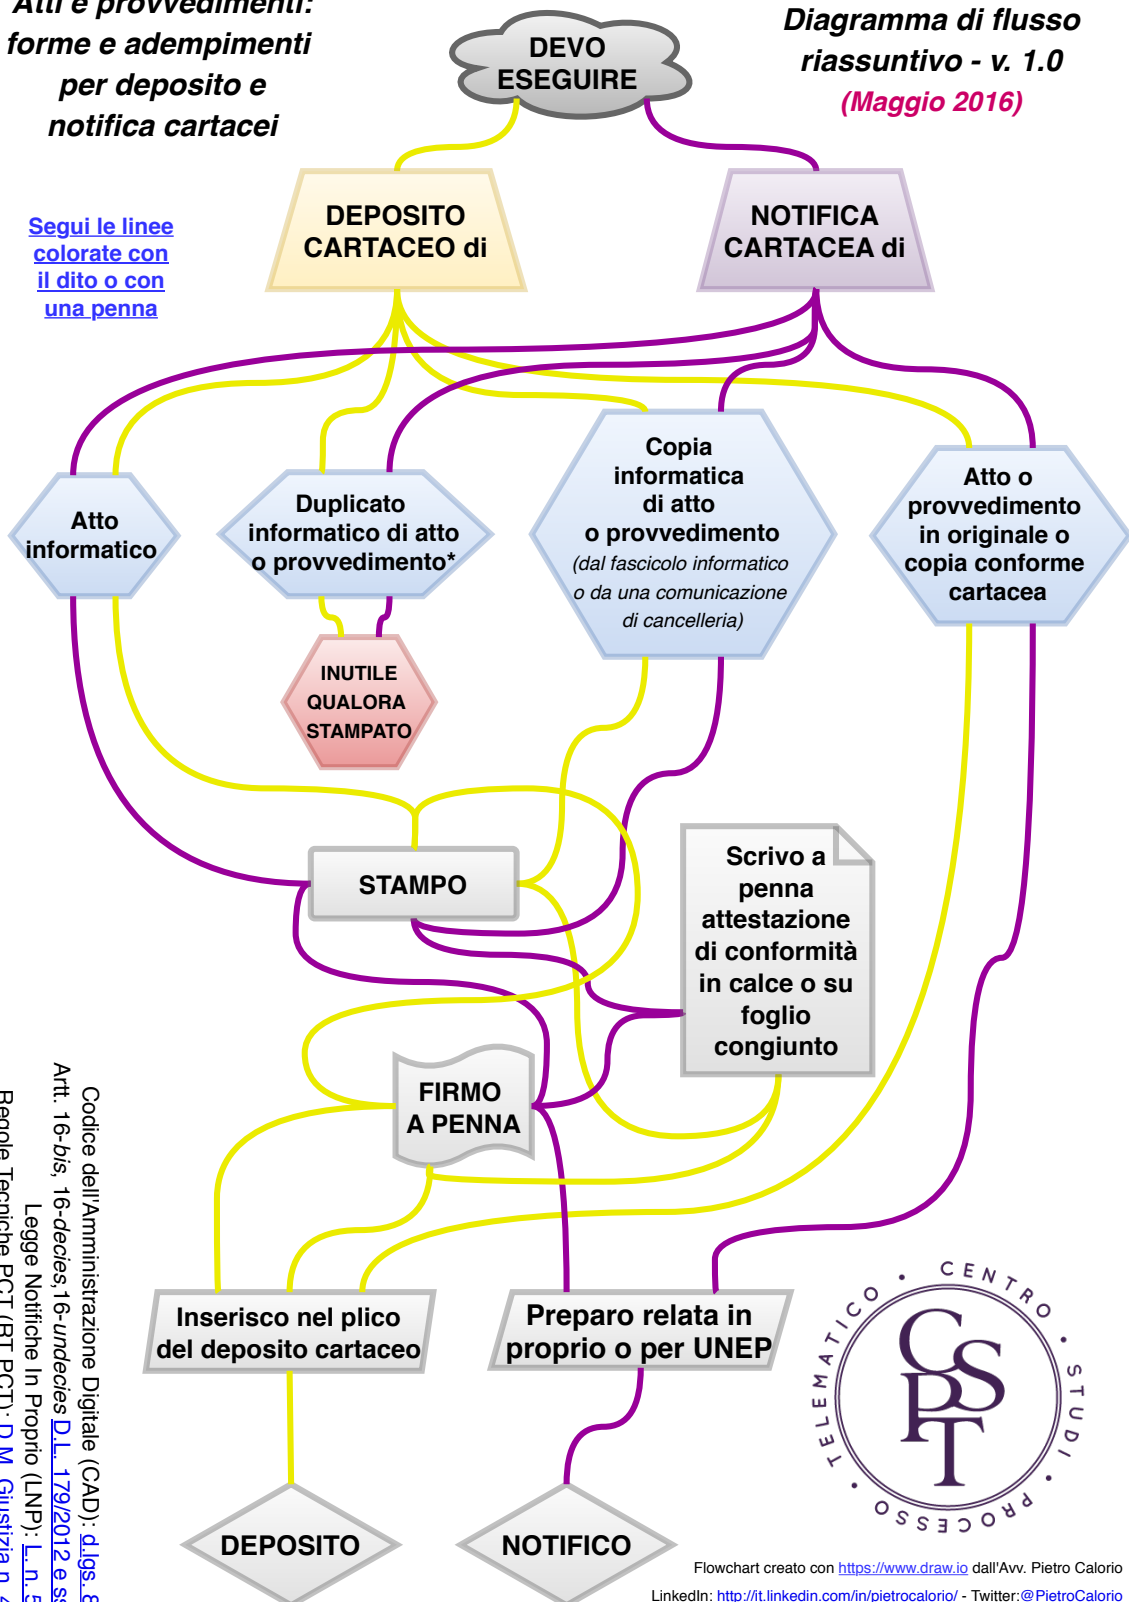 Atti e provvedimenti:
forme e adempimenti
per deposito e
notifica cartacei
DEVO
ESEGUIRE
Diagramma di flusso
riassuntivo - v. 1.0
(Maggio 2016)
Segui le linee
colorate con
il dito o con
una penna
DEPOSITO
CARTACEO di
NOTIFICA
CARTACEA di
Atto
informatico
Duplicato
informatico di atto
o provvedimento*
Copia
informatica
di atto
o provvedimento
(dal fascicolo informatico
o da una comunicazione
di cancelleria)
Atto o
provvedimento
in originale o
copia conforme
cartacea
INUTILE
QUALORA
STAMPATO
STAMPO
Scrivo a
penna
attestazione
di conformità
in calce o su
foglio
congiunto
FIRMO
A PENNA
Inserisco nel plico
del deposito cartaceo
Preparo relata in
proprio o per UNEP
DEPOSITO
NOTIFICO
Codice dell'Amministrazione Digitale (CAD): d.lgs. 8
Artt. 16-bis, 16-decies,16-undecies D.L. 179/2012 e ss
Legge Notifiche In Proprio (LNP): L. n. 5
Regole Tecniche PCT (RT PCT): D.M. Giustizia n. 4
CENTRO • STUDI • PROCESSO • TELEMATICO •
CSPT
Flowchart creato con https://www.draw.io dall'Avv. Pietro Calorio
LinkedIn: http://it.linkedin.com/in/pietrocalorio/ - Twitter:@PietroCalorio